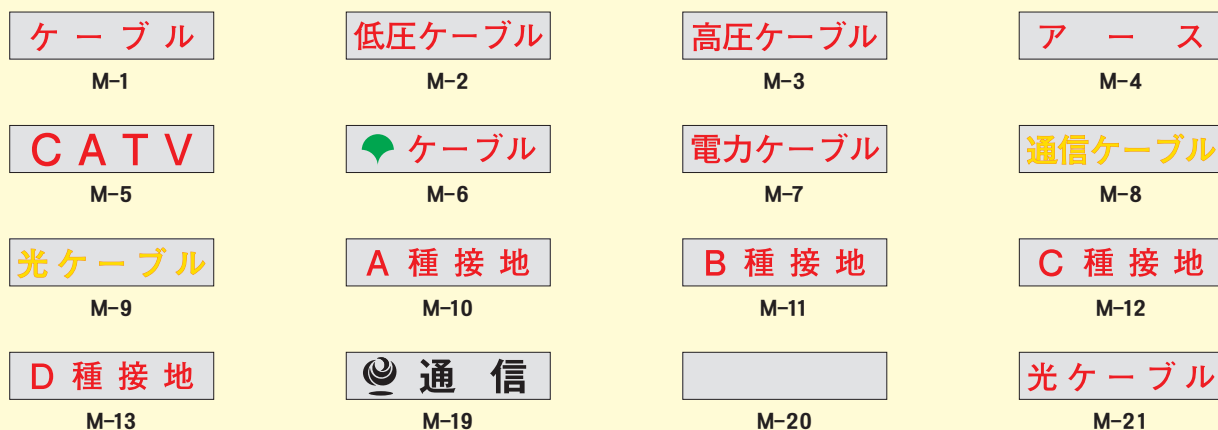 ケーブル
低圧ケーブル
高圧ケーブル
アース
M-1
M-2
M-3
M-4
CATV
ケーブル
電力ケーブル
通信ケーブル
M-5
M-6
M-7
M-8
光ケーブル
A種接地
B種接地
C種接地
M-9
M-10
M-11
M-12
D種接地
通信
光ケーブル
M-13
M-19
M-20
M-21